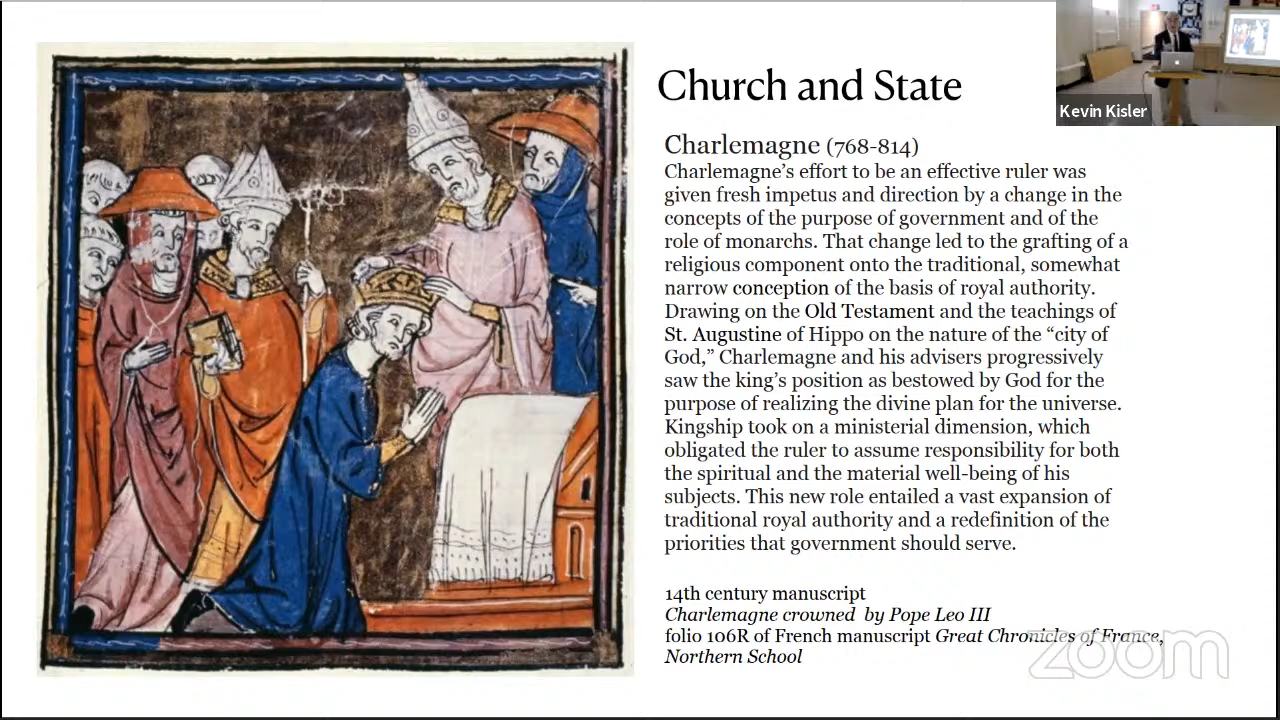 Church and State
Kevin Kisler
Charlemagne (768-814)
Charlemagne’s effort to be an effective ruler was
given fresh impetus and direction by a change in the
concepts of the purpose of government and of the
role of monarchs. That change led to the grafting of a
religious component onto the traditional, somewhat
narrow conception of the basis of royal authority.
Drawing on the Old Testament and the teachings of
St. Augustine of Hippo on the nature of the “city of
God,” Charlemagne and his advisers progressively
saw the king’s position as bestowed by God for the
purpose of realizing the divine plan for the universe.
Kingship took on a ministerial dimension, which
obligated the ruler to assume responsibility for both
the spiritual and the material well-being of his
subjects. This new role entailed a vast expansion of
traditional royal authority and a redefinition of the
priorities that government should serve.
14th century manuscript
Charlemagne crowned by Pope Leo III
folio 106R of French manuscript Great Chronicles of France,
Northern School
zoom